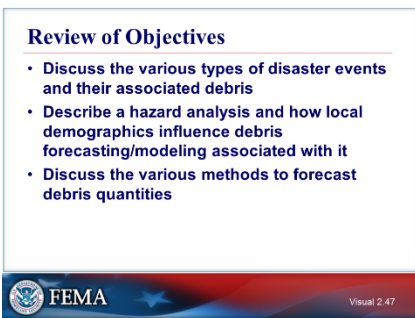 Review of Objectives
• Discuss the various types of disaster events
and their associated debris
• Describe a hazard analysis and how local
demographics influence debris
forecasting/modeling associated with it
• Discuss the various methods to forecast
debris quantities
FEMA
Visual 2.47